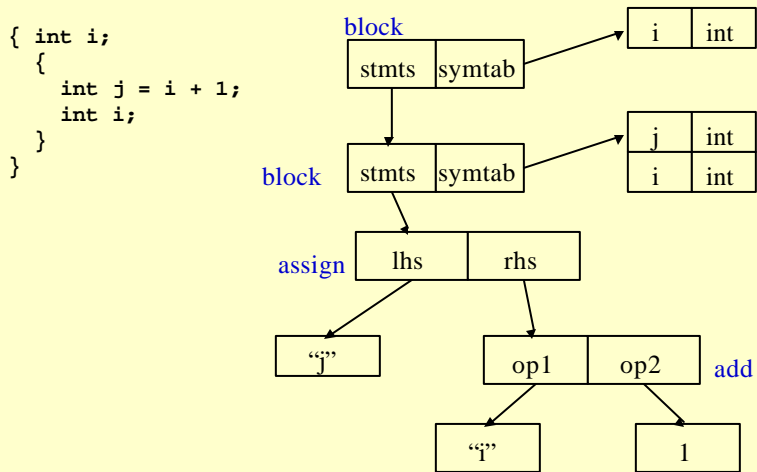 { int i;
{
int j = i + 1;
int i;
}
}
block
stmts symtab
i int
block
stmts symtab
j int
i int
assign
lhs rhs
“j”
op1 op2
add
“i”
1